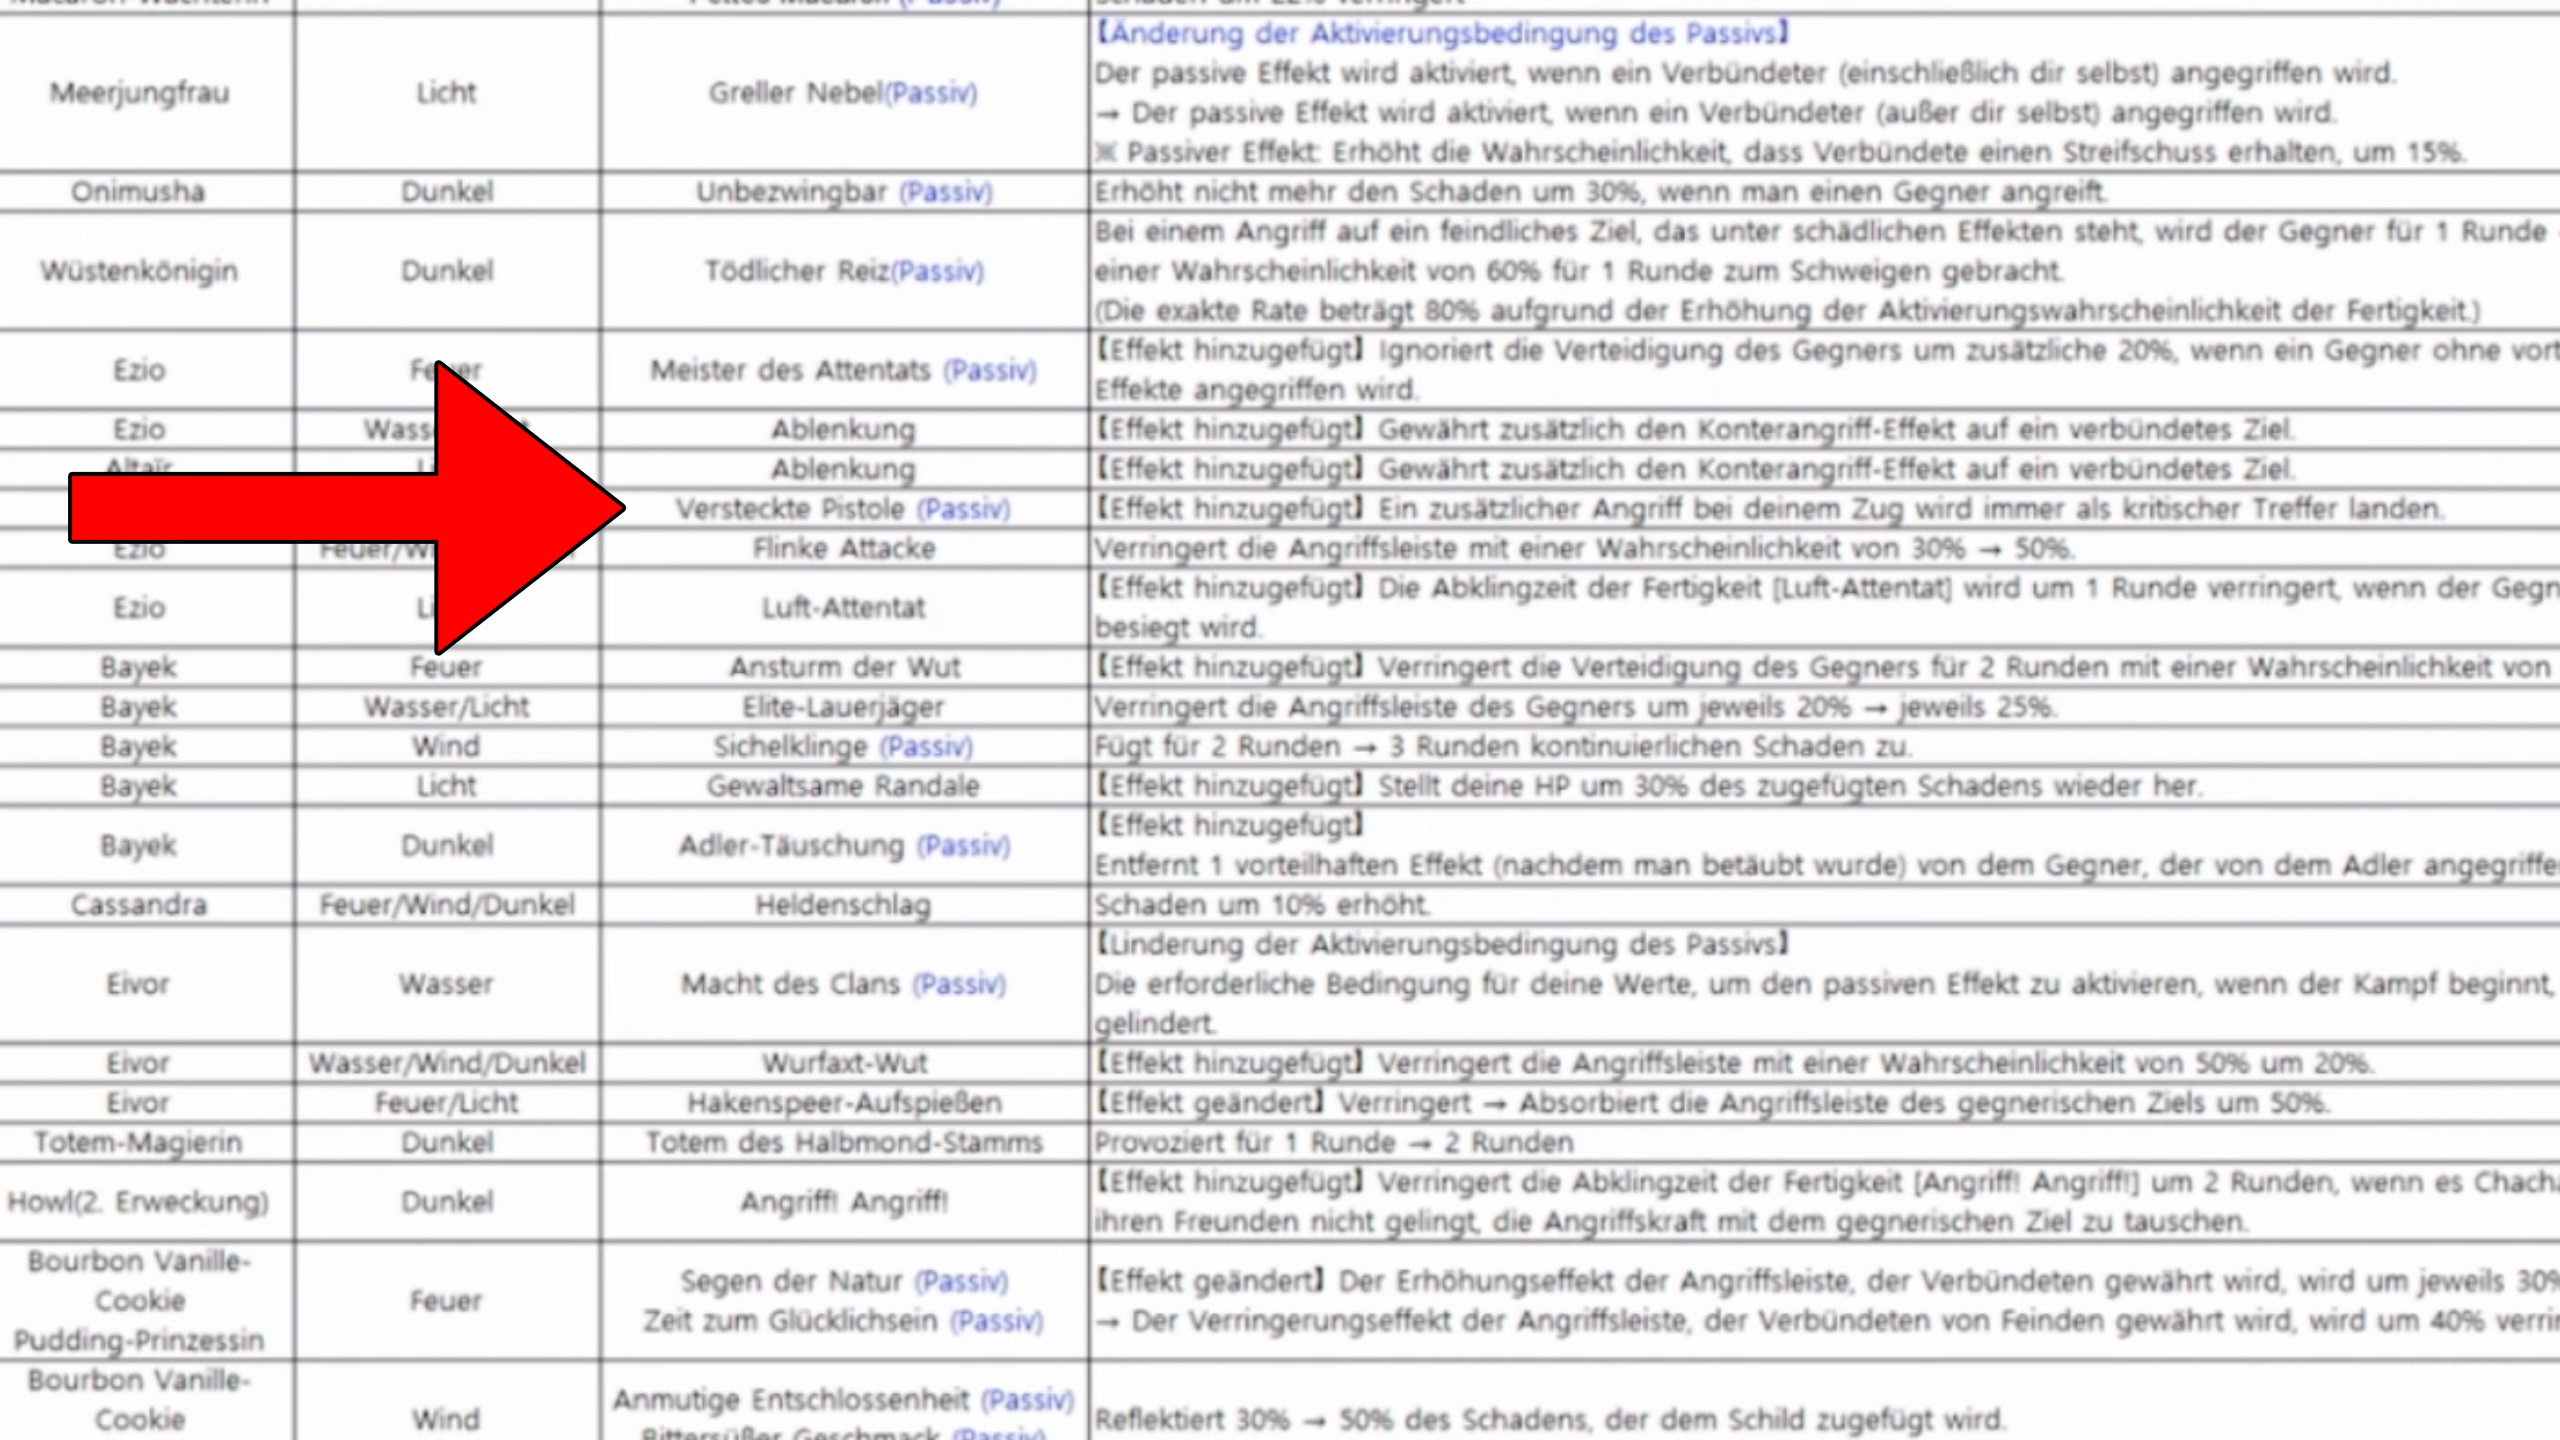 【Änderung der Aktivierungsbedingung des Passivs】
Meerjungfrau Licht Greller Nebel(Passiv) Der passive Effekt wird aktiviert, wenn ein Verbündeter (einschließlich dir selbst) angegriffen wird.
→ Der passive Effekt wird aktiviert, wenn ein Verbündeter (außer dir selbst) angegriffen wird.
※ Passiver Effekt: Erhöht die Wahrscheinlichkeit, dass Verbündete einen Streifschuss erhalten, um 15%.
Onimusha Dunkel Unbezwingbar (Passiv) Erhöht nicht mehr den Schaden um 30%, wenn man einen Gegner angreift.
Bei einem Angriff auf ein feindliches Ziel, das unter schädlichen Effekten steht, wird der Gegner für 1 Runde
Wüstenkönigin Dunkel Tödlicher Reiz(Passiv) einer Wahrscheinlichkeit von 60% für 1 Runde zum Schweigen gebracht.
(Die exakte Rate beträgt 80% aufgrund der Erhöhung der Aktivierungswahrscheinlichkeit der Fertigkeit.)
Ezio Feuer Meister des Attentats (Passiv) 【Effekt hinzugefügt】 Ignoriert die Verteidigung des Gegners um zusätzliche 20%, wenn ein Gegner ohne vort
Effekte angegriffen wird.
Ezio Ablenkung 【Effekt hinzugefügt】 Gewährt zusätzlich den Konterangriff-Effekt auf ein verbündetes Ziel.
Altaïr Ablenkung 【Effekt hinzugefügt】 Gewährt zusätzlich den Konterangriff-Effekt auf ein verbündetes Ziel.
Versteckte Pistole (Passiv) 【Effekt hinzugefügt】 Ein zusätzlicher Angriff bei deinem Zug wird immer als kritischer Treffer landen.
Ezio Flinke Attacke Verringert die Angriffsleiste mit einer Wahrscheinlichkeit von 30% → 50%.
Ezio Luft-Attentat 【Effekt hinzugefügt】 Die Abklingzeit der Fertigkeit [Luft-Attentat] wird um 1 Runde verringert, wenn der Gegn
besiegt wird.
Bayek Feuer Ansturm der Wut 【Effekt hinzugefügt】 Verringert die Verteidigung des Gegners für 2 Runden mit einer Wahrscheinlichkeit von
Bayek Wasser/Licht Elite-Lauerjäger Verringert die Angriffsleiste des Gegners um jeweils 20% → jeweils 25%.
Bayek Wind Sichelklinge (Passiv) Fügt für 2 Runden → 3 Runden kontinuierlichen Schaden zu.
Bayek Licht Gewaltsame Randale 【Effekt hinzugefügt】 Stellt deine HP um 30% des zugefügten Schadens wieder her.
Bayek Dunkel Adler-Täuschung (Passiv) 【Effekt hinzugefügt】
Entfernt 1 vorteilhaften Effekt (nachdem man betäubt wurde) von dem Gegner, der von dem Adler angegriffe
Cassandra Feuer/Wind/Dunkel Heldenschlag Schaden um 10% erhöht.
【Linderung der Aktivierungsbedingung des Passivs】
Eivor Wasser Macht des Clans (Passiv) Die erforderliche Bedingung für deine Werte, um den passiven Effekt zu aktivieren, wenn der Kampf beginnt,
gelindert.
Eivor Wasser/Wind/Dunkel Wurfaxt-Wut 【Effekt hinzugefügt】 Verringert die Angriffsleiste mit einer Wahrscheinlichkeit von 50% um 20%.
Eivor Feuer/Licht Hakenspeer-Aufspießen 【Effekt geändert】 Verringert → Absorbiert die Angriffsleiste des gegnerischen Ziels um 50%.
Totem-Magierin Dunkel Totem des Halbmond-Stamms Provoziert für 1 Runde → 2 Runden
Howl(2. Erweckung) Dunkel Angriff! Angriff! 【Effekt hinzugefügt】 Verringert die Abklingzeit der Fertigkeit [Angriff! Angriff!] um 2 Runden, wenn es Chacha
ihren Freunden nicht gelingt, die Angriffskraft mit dem gegnerischen Ziel zu tauschen.
Bourbon Vanille-
Cookie
Pudding-Prinzessin Feuer Segen der Natur (Passiv)
Zeit zum Glücklichsein (Passiv) 【Effekt geändert】 Der Erhöhungseffekt der Angriffsleiste, der Verbündeten gewährt wird, wird um jeweils 30%
→ Der Verringerungseffekt der Angriffsleiste, der Verbündeten von Feinden gewährt wird, wird um 40% verrin
Bourbon Vanille-
Cookie Wind Anmutige Entschlossenheit (Passiv)
Reflektiert 30% → 50% des Schadens, der dem Schild zugefügt wird.